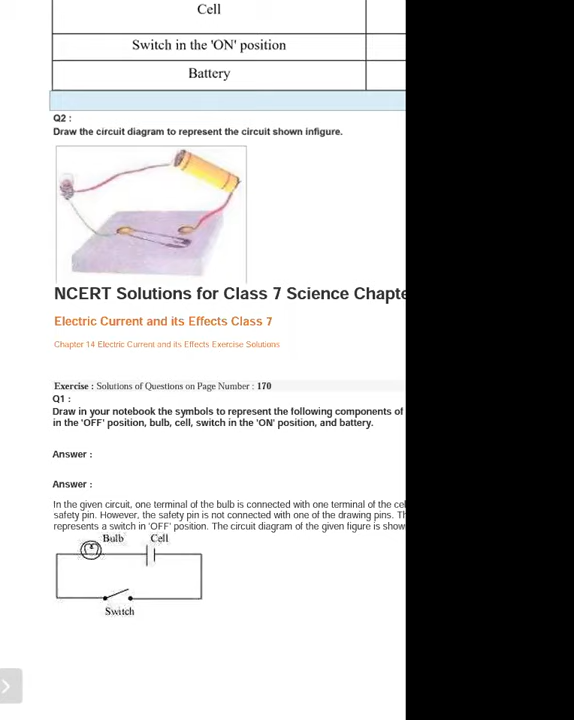 Cell
Switch in the 'ON' position
Battery
Q2 :
Draw the circuit diagram to represent the circuit shown infigure.
NCERT Solutions for Class 7 Science Chapte
Electric Current and its Effects Class 7
Chapter 14 Electric Current and its Effects Exercise Solutions
Exercise : Solutions of Questions on Page Number : 170
Q1 :
Draw in your notebook the symbols to represent the following components of
in the 'OFF' position, bulb, cell, switch in the 'ON' position, and battery.
Answer :
Answer :
In the given circuit, one terminal of the bulb is connected with one terminal of the cel
safety pin. However, the safety pin is not connected with one of the drawing pins. Th
represents a switch in 'OFF' position. The circuit diagram of the given figure is show
Bulb Cell
Switch